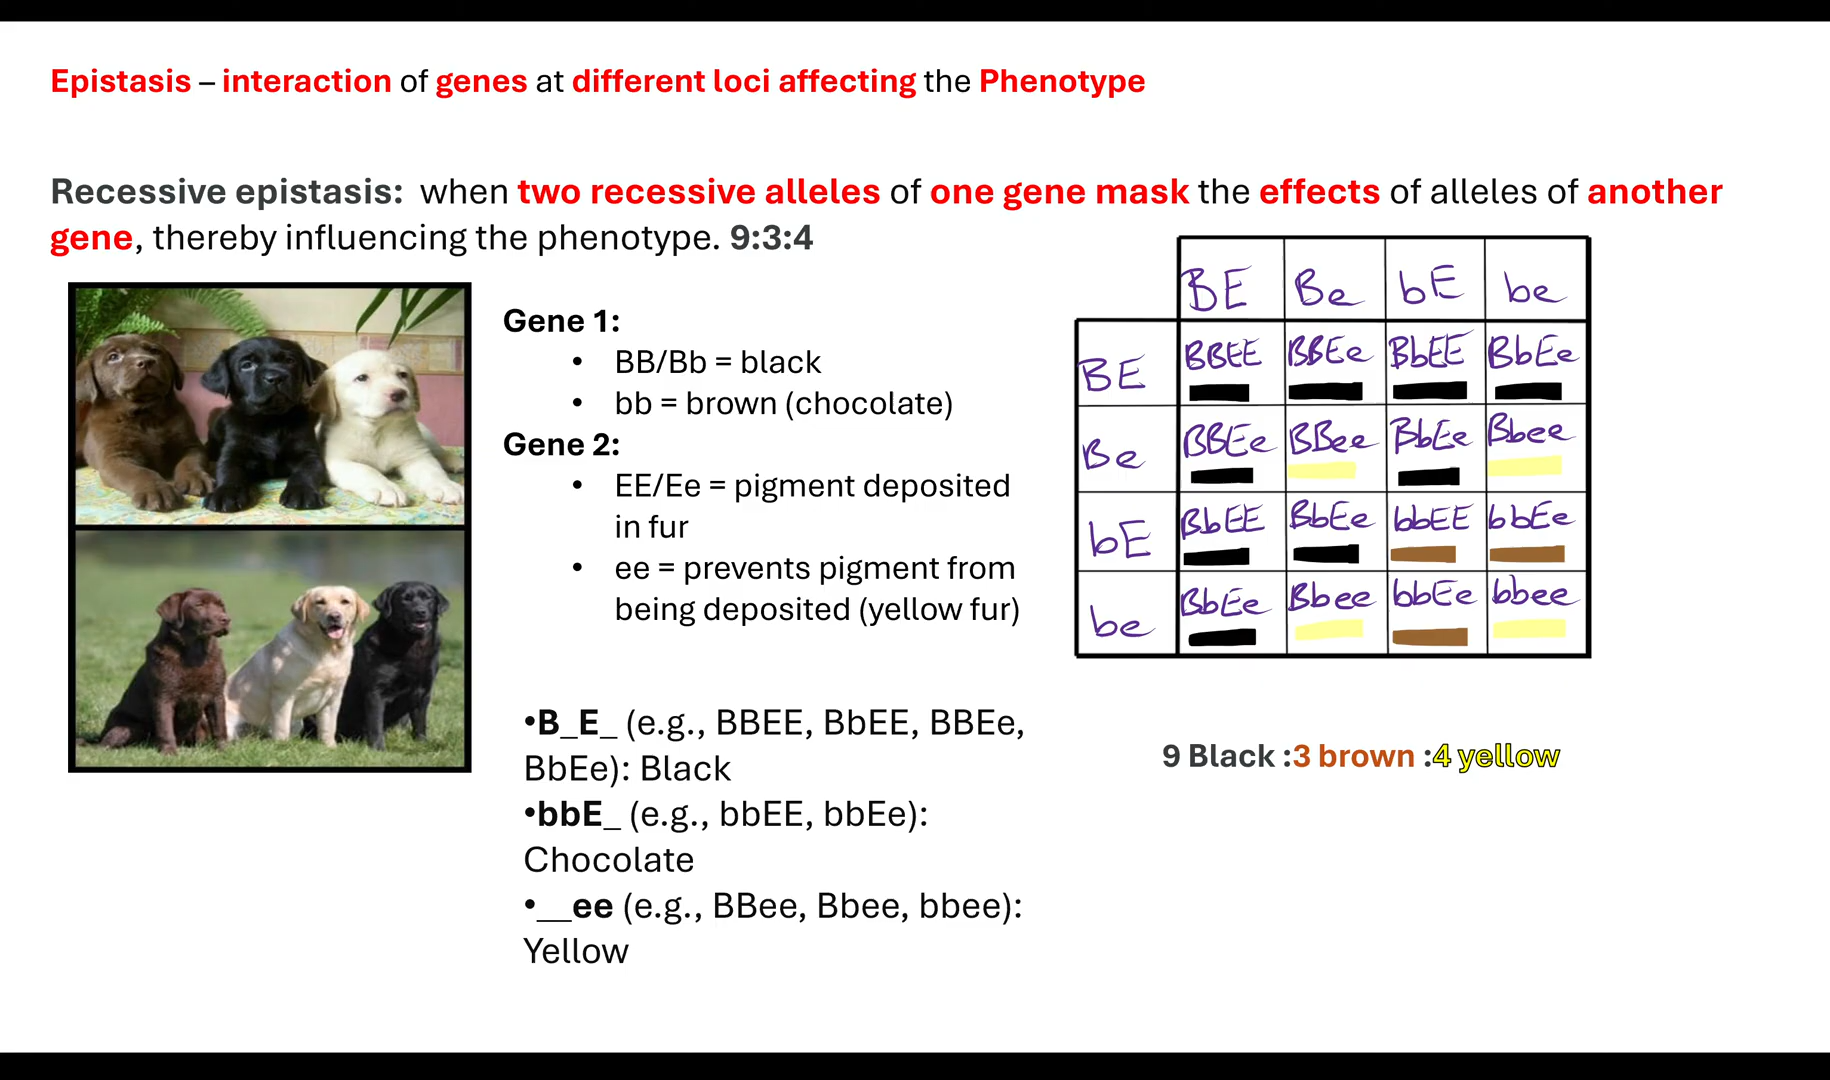 Epistasis – interaction of genes at different loci affecting the Phenotype
Recessive epistasis: when two recessive alleles of one gene mask the effects of alleles of another
gene, thereby influencing the phenotype. 9:3:4
Gene 1:
• BB/Bb = black
• bb = brown (chocolate)
Gene 2:
• EE/Ee = pigment deposited
in fur
• ee = prevents pigment from
being deposited (yellow fur)
•B_E_ (e.g., BBEE, BbEE, BBEe,
BbEe): Black
•bbE_ (e.g., bbEE, bbEe):
Chocolate
•__ee (e.g., BBee, Bbee, bbee):
Yellow
BE Be bE be
BE BBEE BBEe BbEE BbEe
Be BBEe BBee BbEe Bbee
bE BbEE BbEe bbEE bbEe
be BbEe Bbee bbEe bbee
9 Black :3 brown :4 yellow